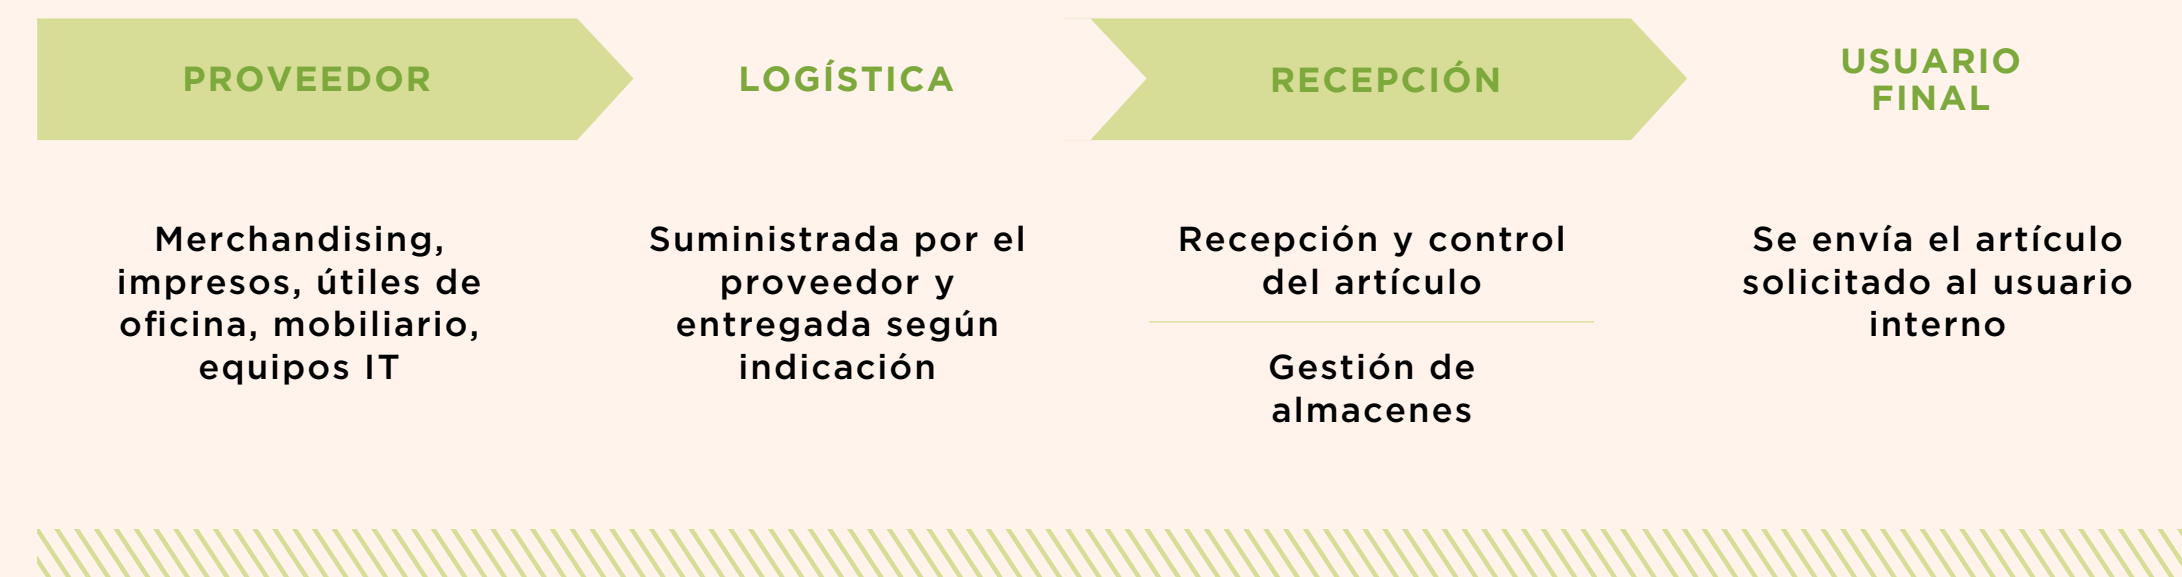 PROVEEDOR
Merchandising,
impresos, útiles de
oficina, mobiliario,
equipos IT
LOGÍSTICA
Suministrada por el
proveedor y
entregada según
indicación
RECEPCIÓN
Recepción y control
del artículo
Gestión de
almacenes
USUARIO
FINAL
Se envía el artículo
solicitado al usuario
interno